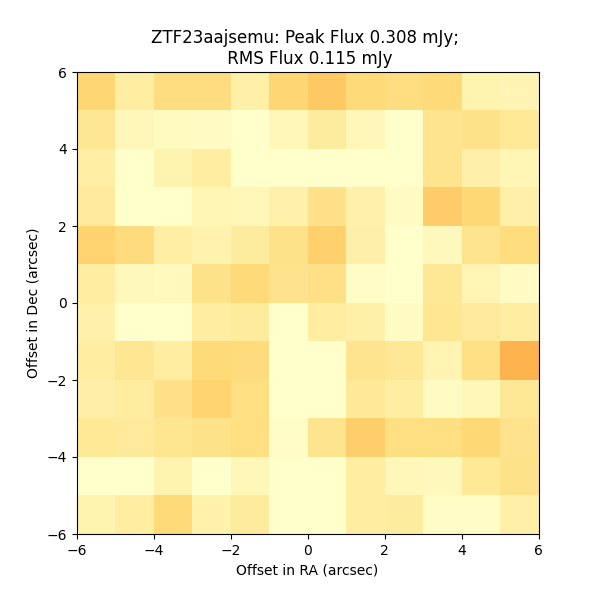 ZTF23aajsemu: Peak Flux 0.308 mJy;
RMS Flux 0.115 mJy
6
4
2
0
−2
−4
−6
Offset in Dec (arcsec)
−6 −4 −2 0 2 4 6
Offset in RA (arcsec)